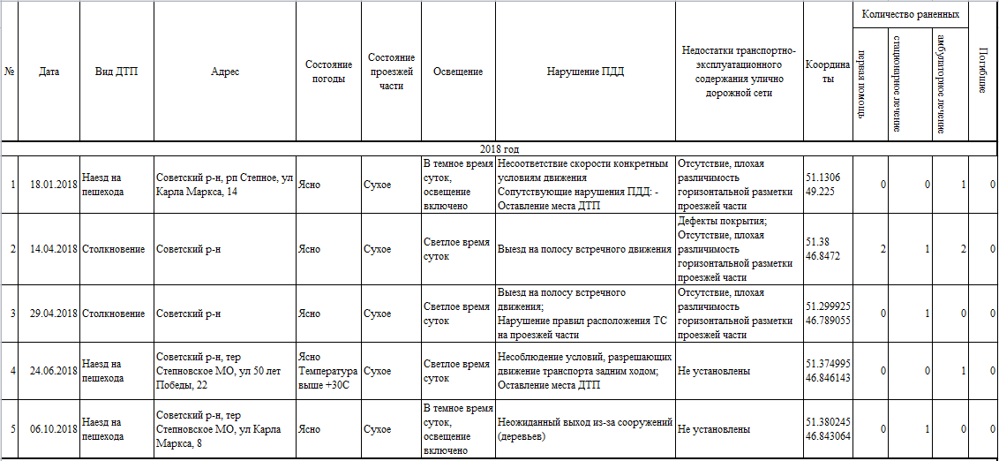 №
Дата
Вид ДТП
Адрес
Состояние
погоды
Состояние
проезжей
части
Освещение
Нарушение ПДД
Недостатки транспортно-
эксплуатационного
содержания улично
дорожной сети
Координа
ты
Количество раненных
первая помощь
стационарное лечение
амбулаторное лечение
Погибшие
2018 год
1
18.01.2018
Наезд на
пешехода
Советский р-н, рп Степное, ул
Карла Маркса, 14
Ясно
Сухое
В темное время
суток,
освещение
включено
Несоответствие скорости конкретным
условиям движения
Сопутствующие нарушения ПДД: -
Оставление места ДТП
Отсутствие, плохая
различимость
горизонтальной разметки
проезжей части
51.1306
49.225
0
0
1
0
2
14.04.2018
Столкновение
Советский р-н
Ясно
Сухое
Светлое время
суток
Выезд на полосу встречного движения
Дефекты покрытия;
Отсутствие, плохая
различимость
горизонтальной разметки
проезжей части
51.38
46.8472
2
1
2
0
3
29.04.2018
Столкновение
Советский р-н
Ясно
Сухое
Светлое время
суток
Выезд на полосу встречного
движения;
Нарушение правил расположения ТС
на проезжей части
Отсутствие, плохая
различимость
горизонтальной разметки
проезжей части
51.299925
46.789055
0
1
0
0
4
24.06.2018
Наезд на
пешехода
Советский р-н, тер
Степновское МО, ул 50 лет
Победы, 22
Ясно
Температура
выше +30С
Сухое
Светлое время
суток
Несоблюдение условий, разрешающих
движение транспорта задним ходом;
Оставление места ДТП
Не установлены
51.374995
46.846143
0
0
1
0
5
06.10.2018
Наезд на
пешехода
Советский р-н, тер
Степновское МО, ул Карла
Маркса, 8
Ясно
Сухое
В темное время
суток,
освещение
включено
Неожиданный выход из-за сооружений
(деревьев)
Не установлены
51.380245
46.843064
0
1
0
0